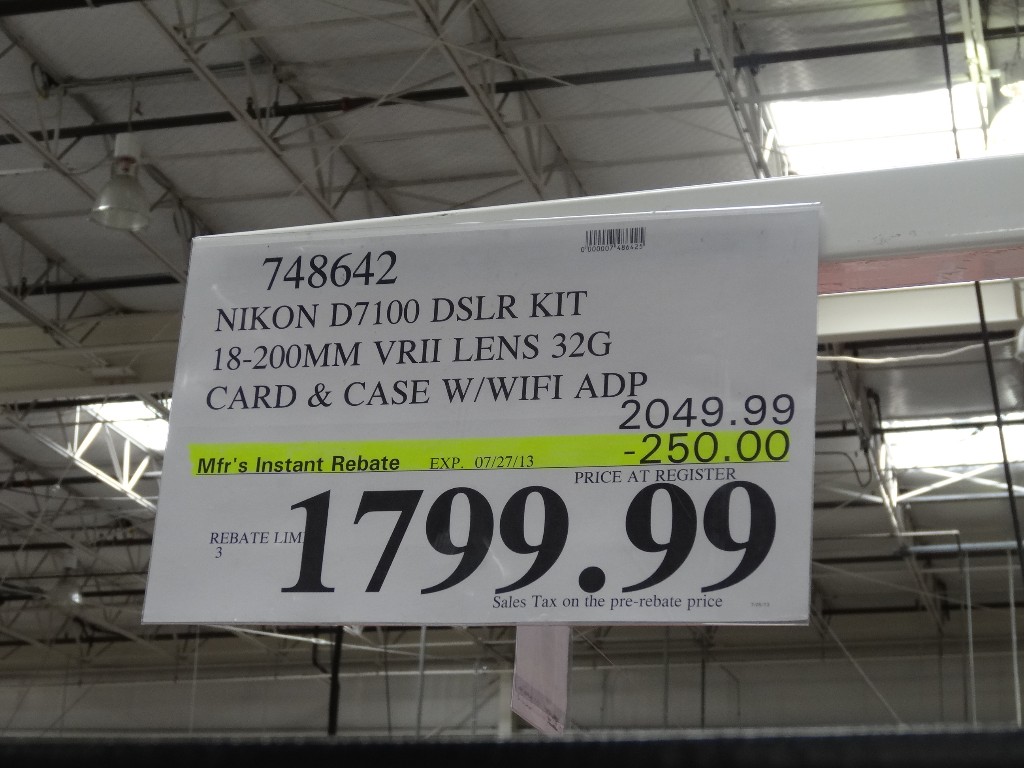 748642
NIKON D7100 DSLR KIT
18-200MM VRII LENS 32G
CARD & CASE W/WIFI ADP
2049.99
Mfr's Instant Rebate EXP. 07/27/13 -250.00
PRICE AT REGISTER
REBATE LIM
3
1799.99
Sales Tax on the pre-rebate price